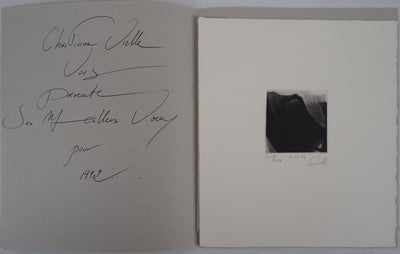 Christiane Vielle
Vous
présente
Ses Meilleurs Voeux
pour
1992